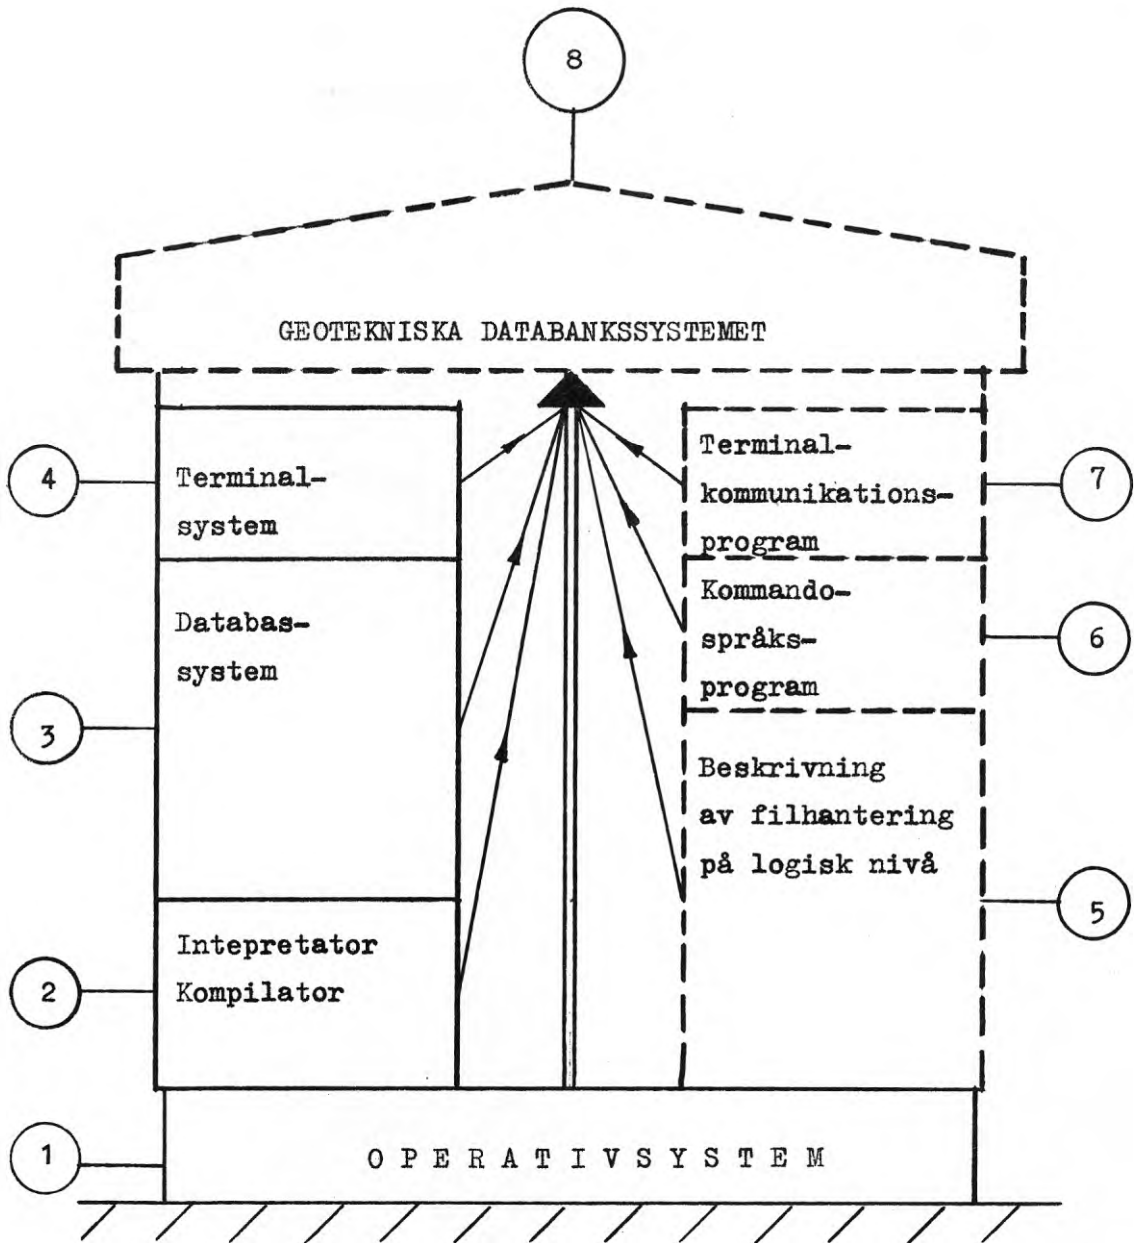 8
GEOTEKNISKA DATABANKSSYSTEMET
4
Terminal-
system
Terminal-
kommunikations-
program
7
Databas-
system
Kommando-
språks-
program
6
3
Beskrivning
av filhantering
på logisk nivå
5
Intepretator
Kompilator
2
1
OPERATIVSYSTEM